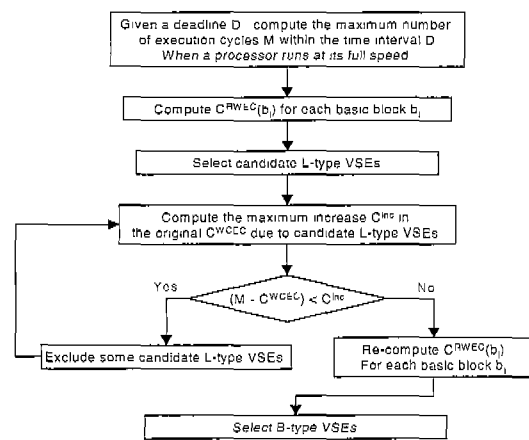 Given a deadline D compute the maximum number
of execution cycles M within the time interval D
When a processor runs at its full speed
Compute C^RWEC(b_i) for each basic block b_i
Select candidate L-type VSEs
Compute the maximum increase C^Inc in
the original C^WCEC due to candidate L-type VSEs
Yes
(M - C^WCEC) < C^Inc
No
Exclude some candidate L-type VSEs
Re-compute C^RWEC(b_i)
For each basic block b_i
Select B-type VSEs